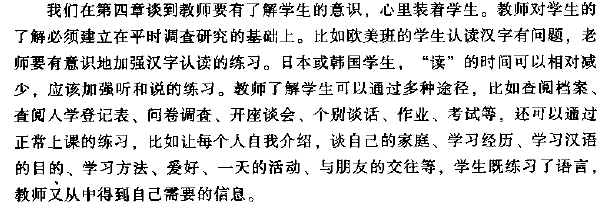 我们在第四章谈到教师要有了解学生的意识，心里装着学生。教师对学生的
了解必须建立在平时调查研究的基础上。比如欧美班的学生认读汉字有问题，老
师要有意识地加强汉字认读的练习。日本或韩国学生，“读”的时间可以相对减
少，应该加强听和说的练习。教师了解学生可以通过多种途径，比如查阅档案、
查阅入学登记表、问卷调查、开座谈会、个别谈话、作业、考试等，还可以通过
正常上课的练习，比如让每个人自我介绍，谈自己的家庭、学习经历、学习汉语
的目的、学习方法、爱好、一天的活动、与朋友的交往等，学生既练习了语言，
教师又从中得到自己需要的信息。